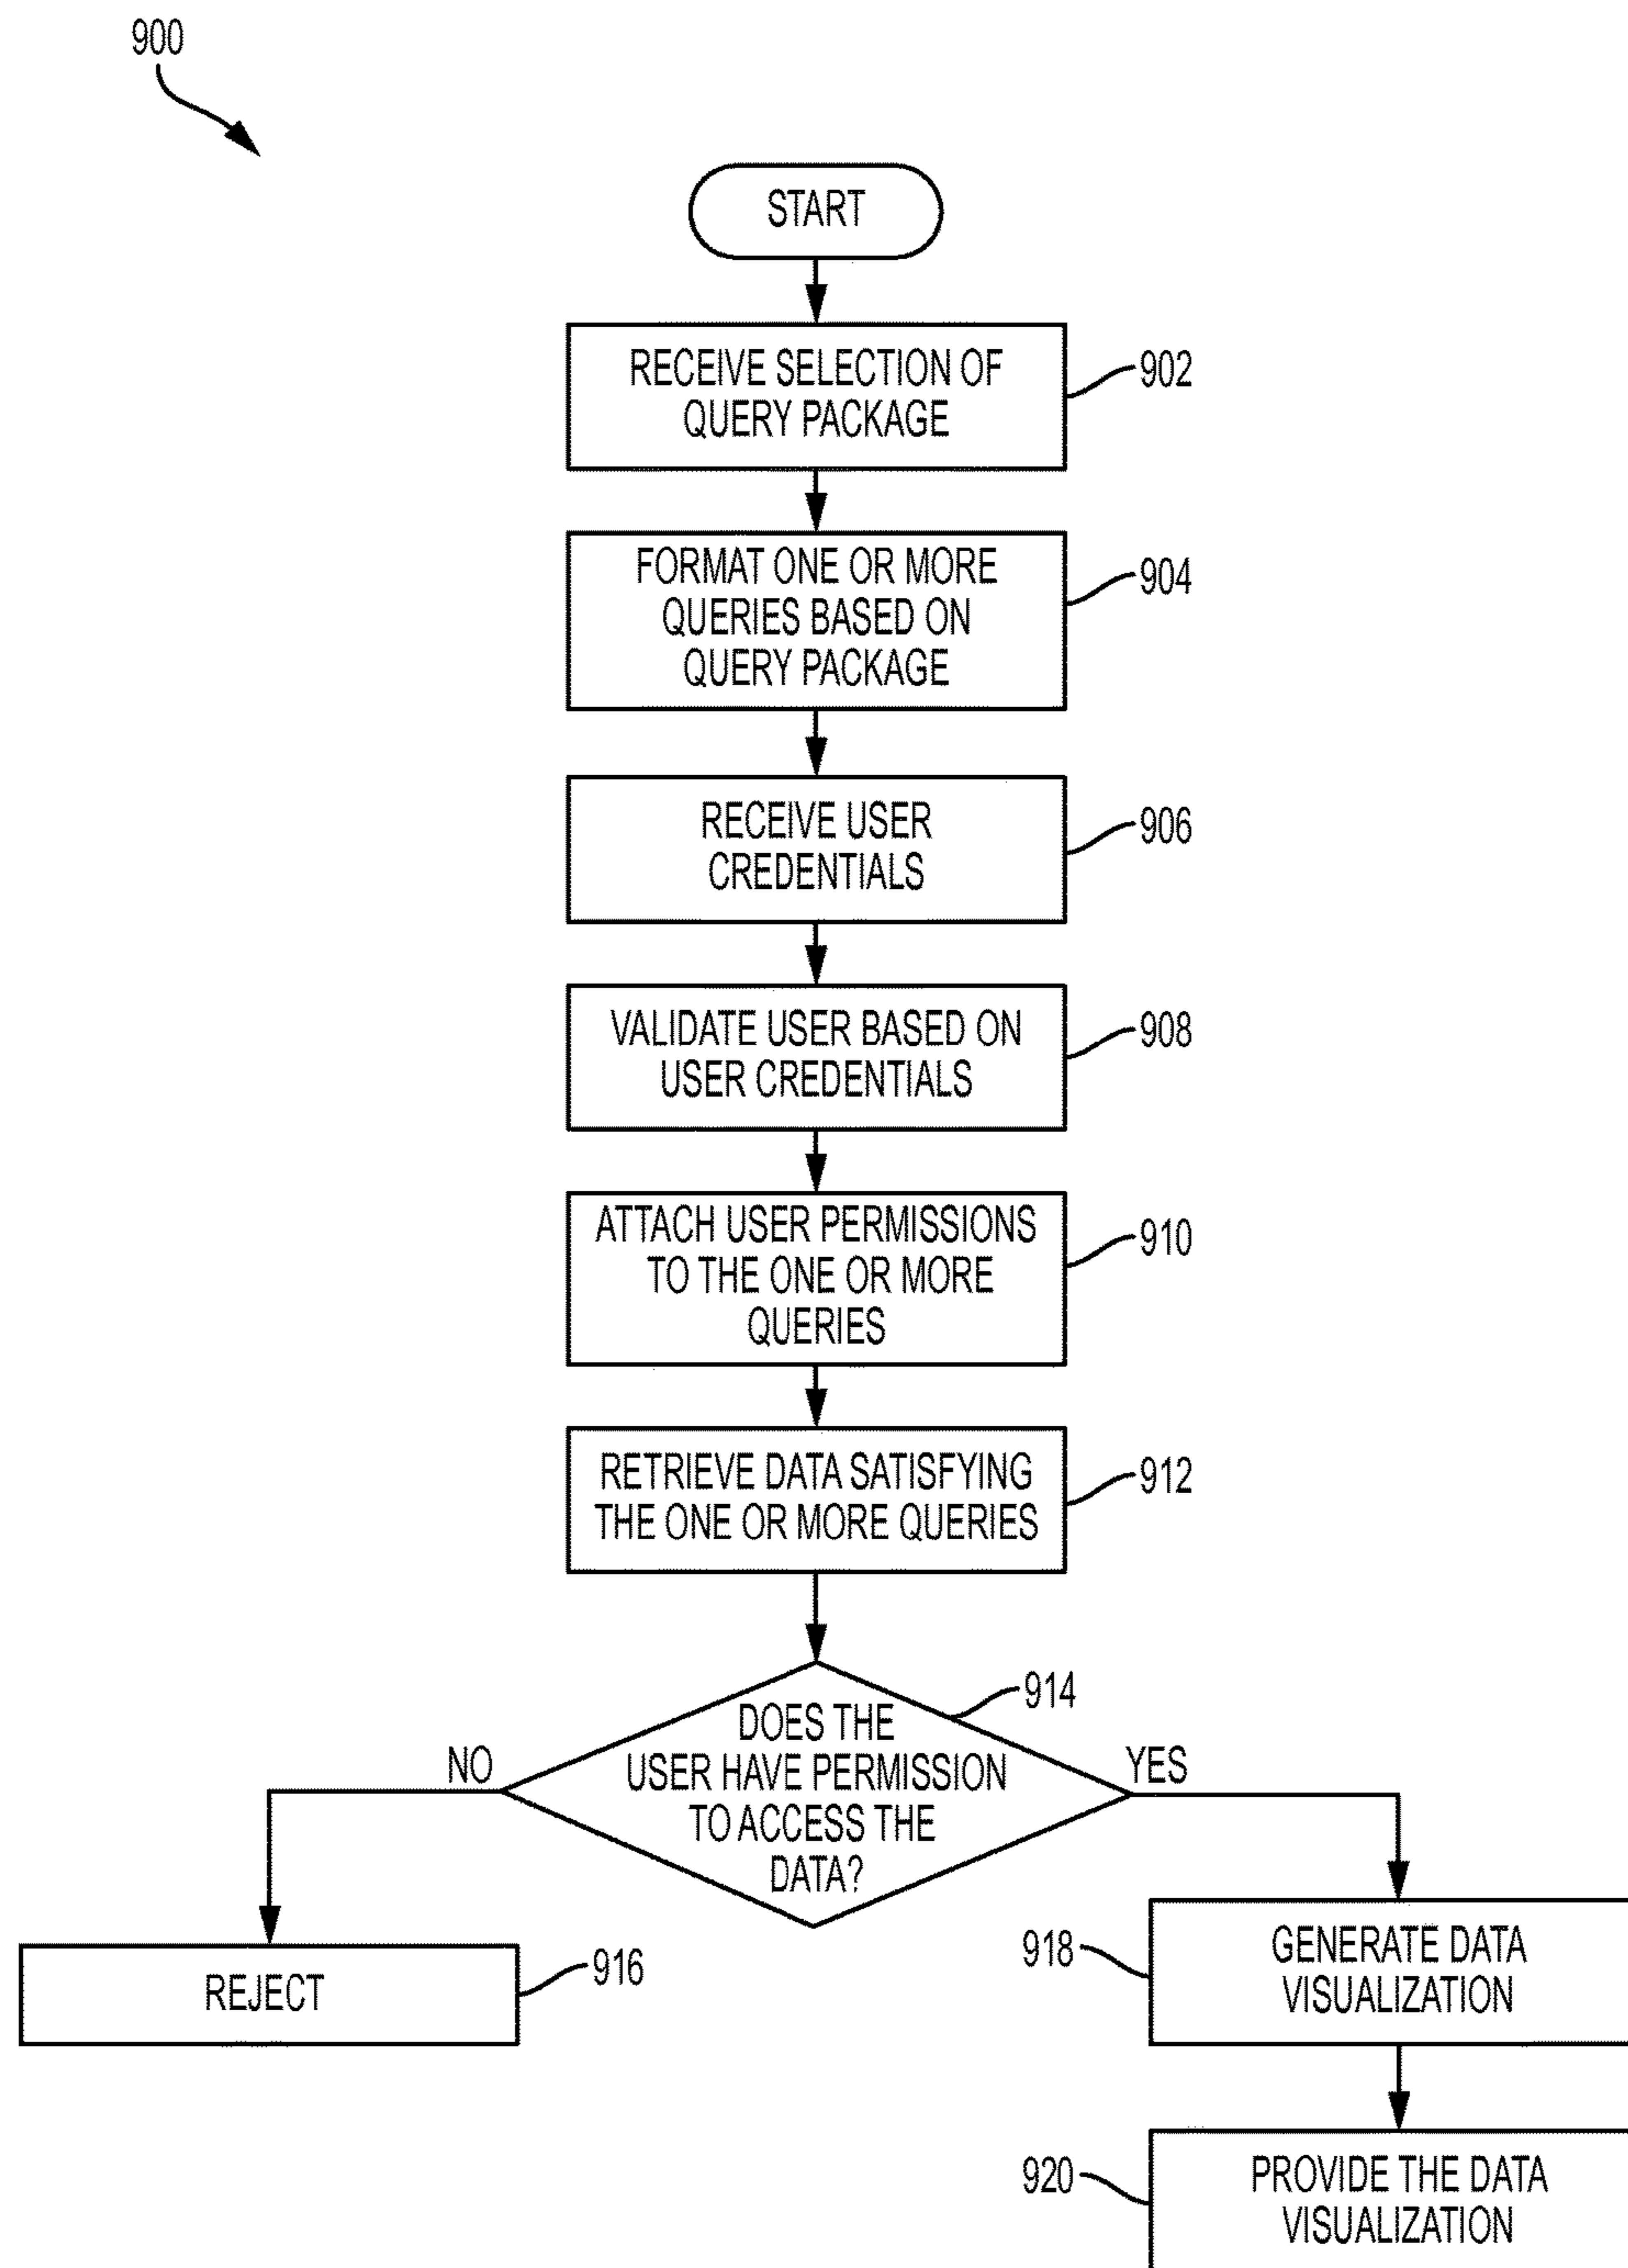 900
START
RECEIVE SELECTION OF
QUERY PACKAGE
902
FORMAT ONE OR MORE
QUERIES BASED ON
QUERY PACKAGE
904
RECEIVE USER
CREDENTIALS
906
VALIDATE USER BASED ON
USER CREDENTIALS
908
ATTACH USER PERMISSIONS
TO THE ONE OR MORE
QUERIES
910
RETRIEVE DATA SATISFYING
THE ONE OR MORE QUERIES
912
DOES THE
USER HAVE PERMISSION
TO ACCESS THE
DATA?
914
NO
YES
REJECT
916
918
GENERATE DATA
VISUALIZATION
920
PROVIDE THE DATA
VISUALIZATION